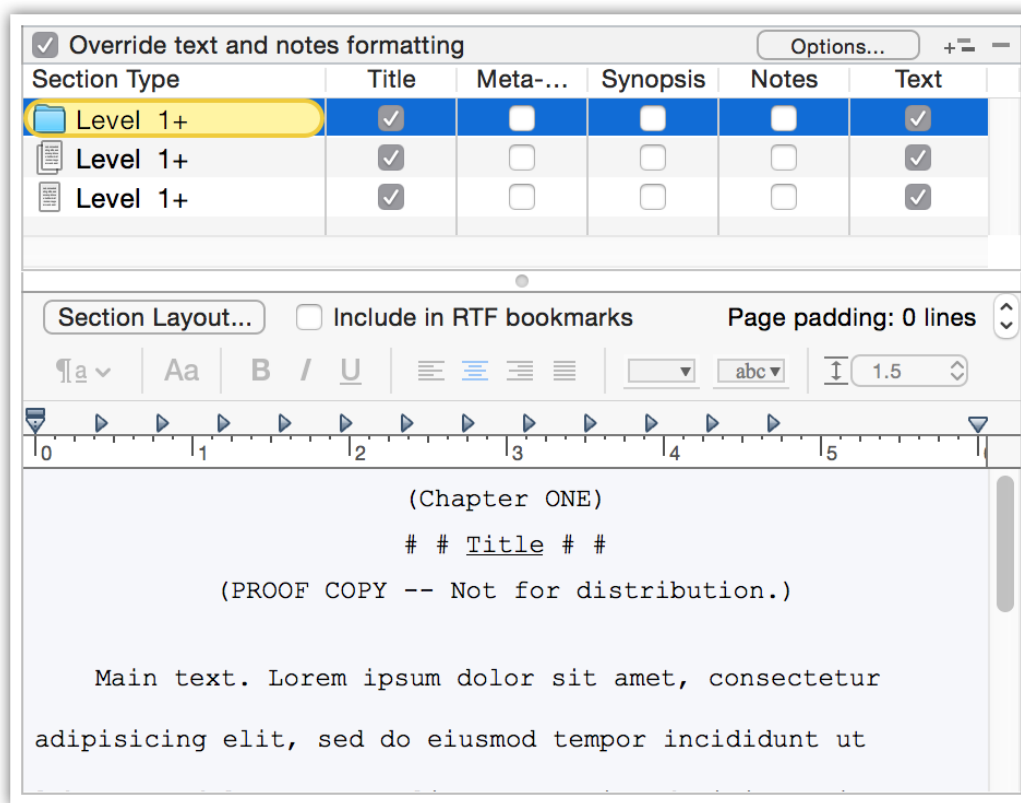 Override text and notes formatting Options...
Section Type Title Meta-... Synopsis Notes Text
Level 1+
Level 1+
Level 1+
Section Layout... Include in RTF bookmarks Page padding: 0 lines
¶a Aa B I U abc 1.5
0 1 2 3 4 5
(Chapter ONE)
# # Title # #
(PROOF COPY -- Not for distribution.)
Main text. Lorem ipsum dolor sit amet, consectetur
adipisicing elit, sed do eiusmod tempor incididunt ut